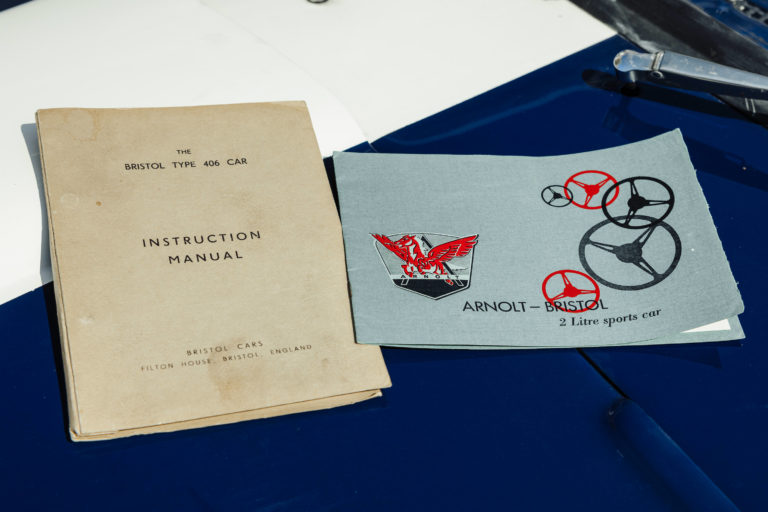 THE
BRISTOL TYPE 406 CAR
INSTRUCTION
MANUAL
BRISTOL CARS
FILTON HOUSE, BRISTOL, ENGLAND
ARNOLT
ARNOLT – BRISTOL
2 Litre sports car